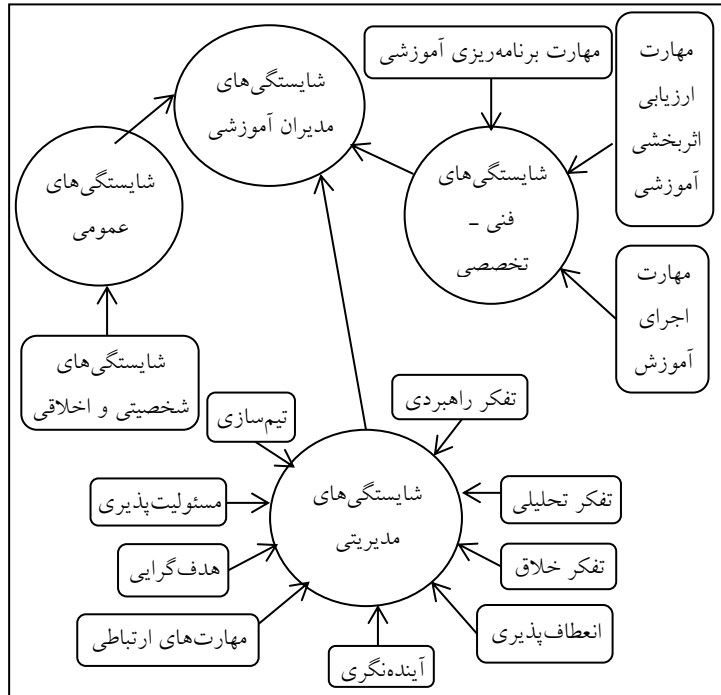 مهارت برنامه‌ریزی آموزشی
مهارت
ارزیابی
اثربخشی
آموزشی
شایستگی‌های
مدیران آموزشی
شایستگی‌های
عمومی
شایستگی‌های
فنی -
تخصصی
مهارت
اجرای
آموزش
شایستگی‌های
شخصیتی و اخلاقی
تفکر راهبردی
تیم‌سازی
شایستگی‌های
مدیریتی
تفکر تحلیلی
مسئولیت‌پذیری
تفکر خلاق
هدف‌گرایی
انعطاف‌پذیری
مهارت‌های ارتباطی
آینده‌نگری